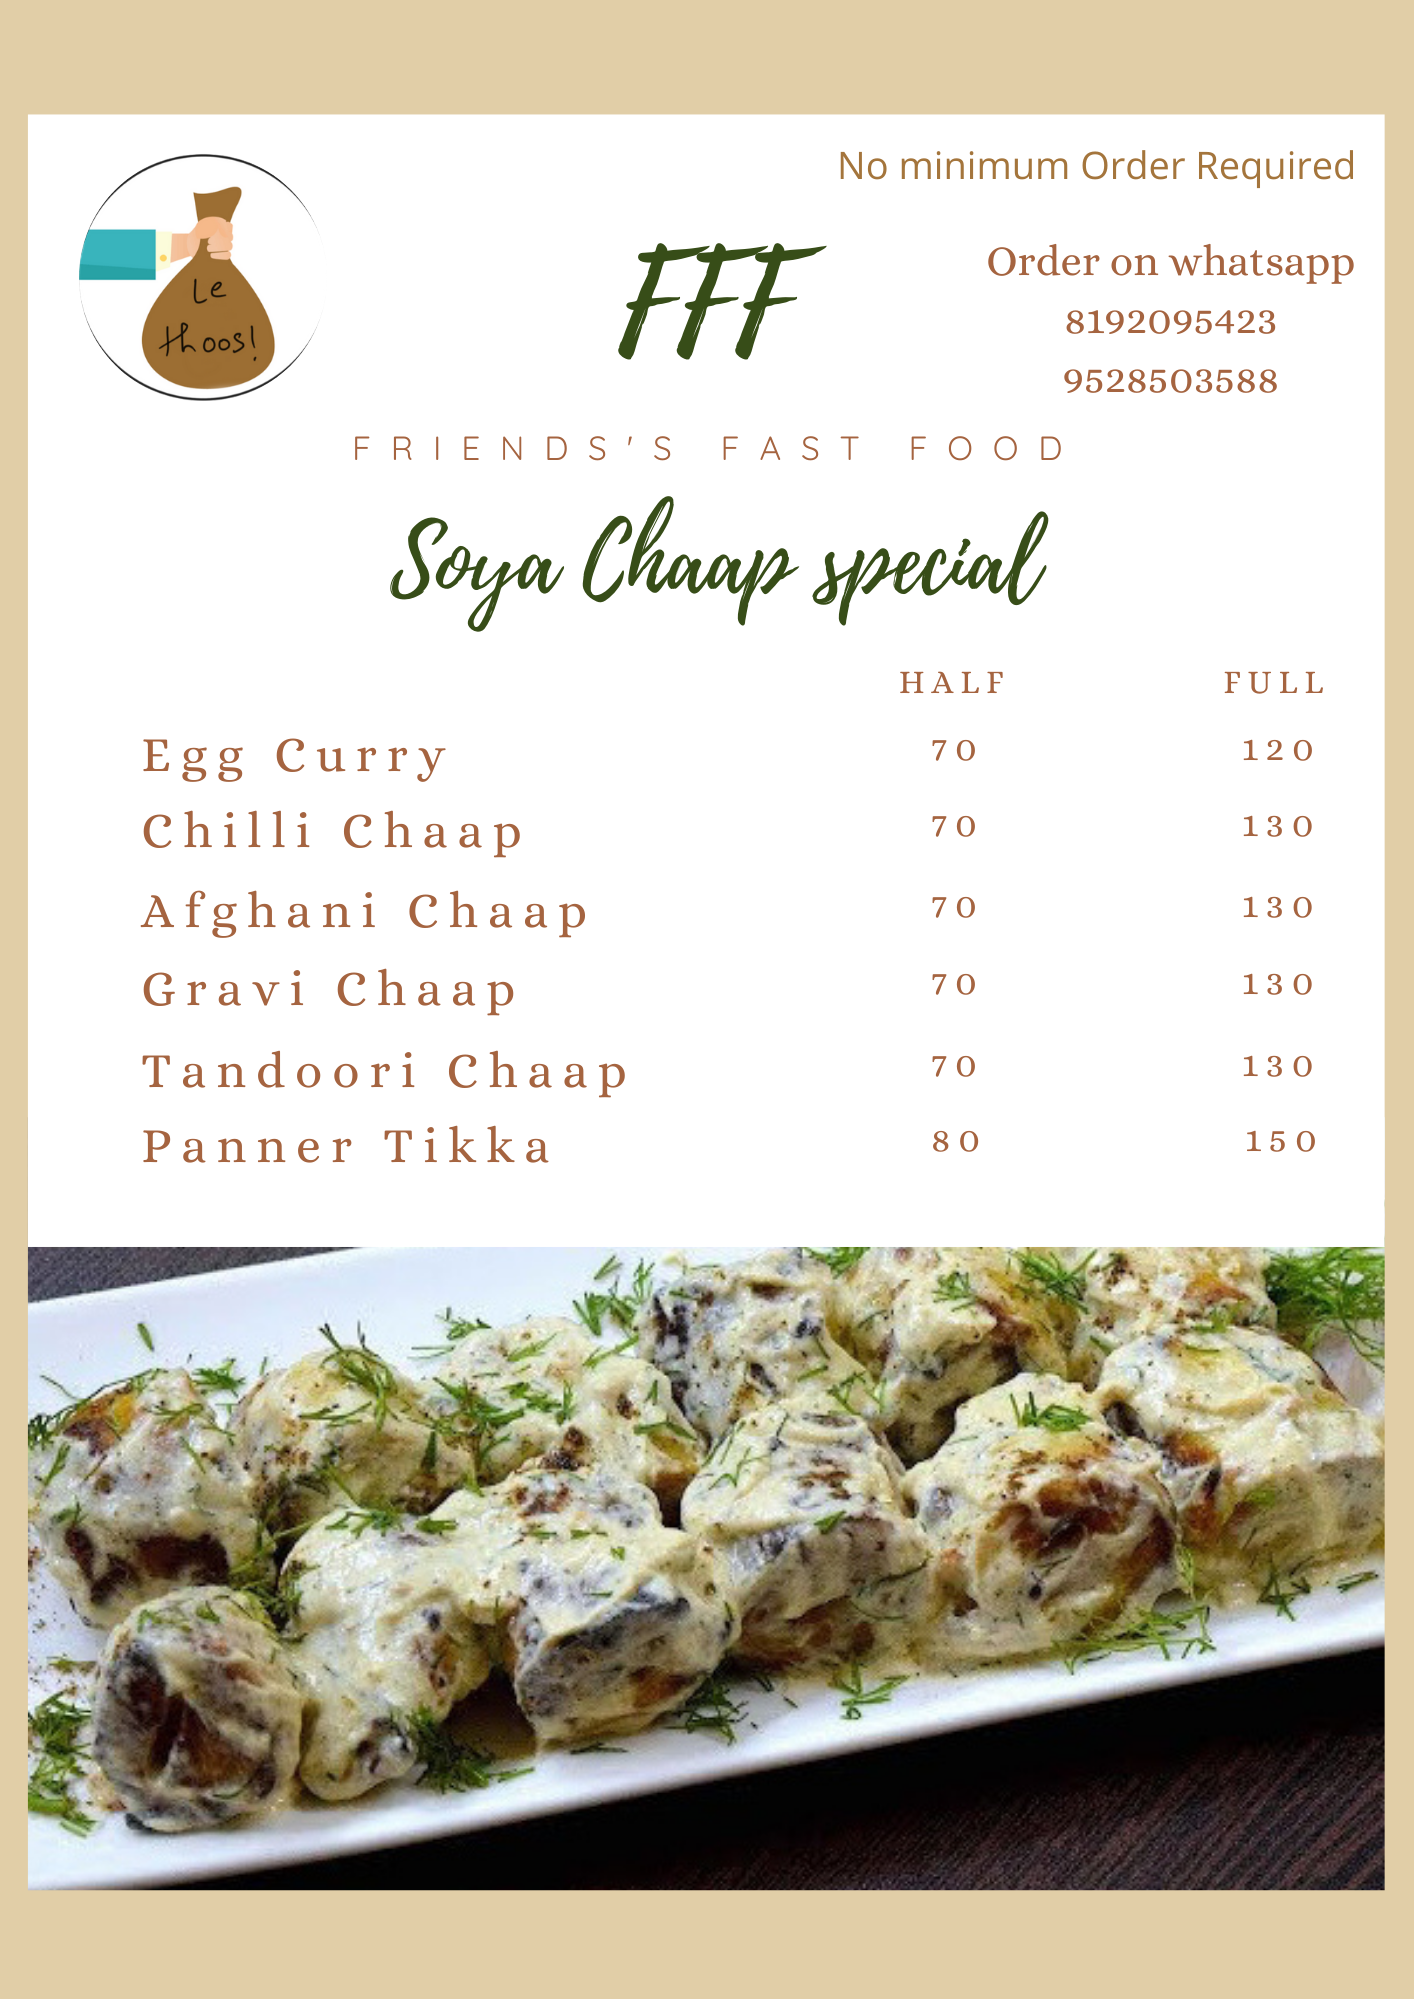 No minimum Order Required
Le
thoos!
FFF
Order on whatsapp
8192095423
9528503588
FRIENDS'S FAST FOOD
Soya Chaap special
HALF FULL
Egg Curry 70 120
Chilli Chaap 70 130
Afghani Chaap 70 130
Gravi Chaap 70 130
Tandoori Chaap 70 130
Panner Tikka 80 150